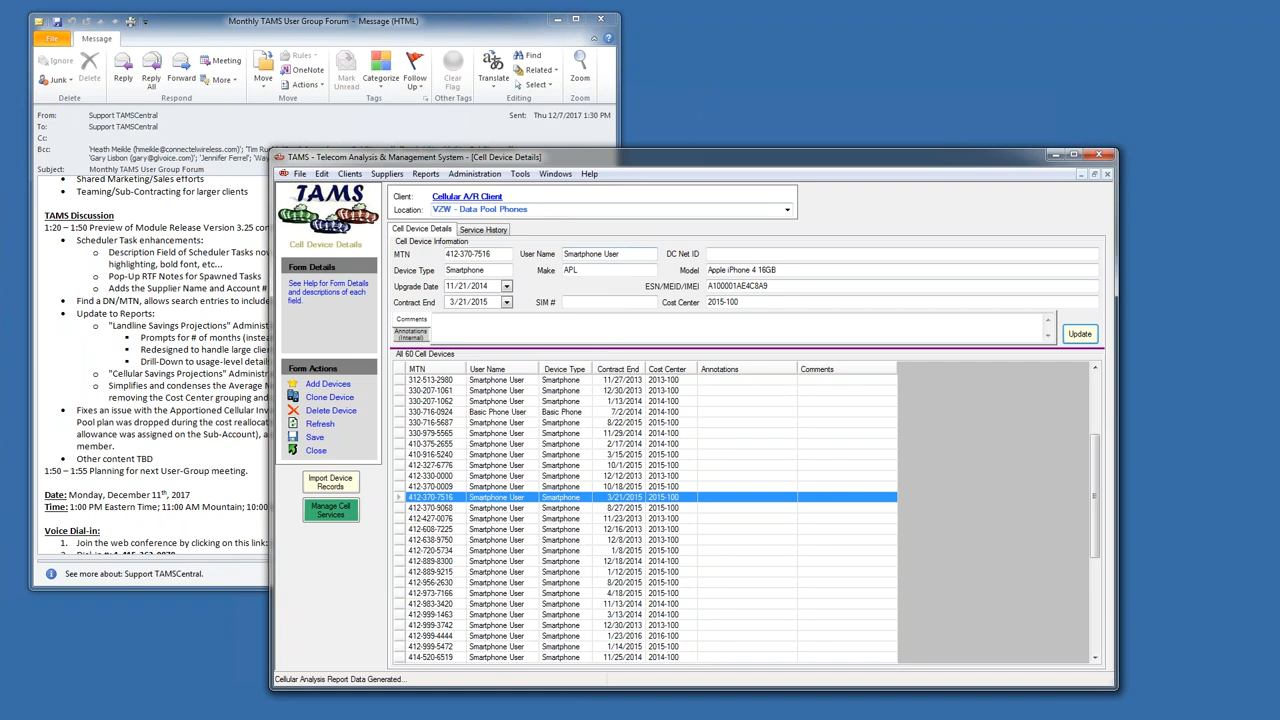 Monthly TAMS User Group Forum - Message (HTML)
File
Message
Ignore
Junk
Delete
Delete
Reply
Reply All
Forward
Meeting
More
Respond
Move
Rules
OneNote
Actions
Move
Mark Unread
Categorize
Follow Up
Tags
Clear Flag
Other Tags
Translate
Find
Related
Select
Editing
Zoom
Zoom
From: Support TAMSCentral Sent: Thu 12/7/2017 1:30 PM
To: Support TAMSCentral
Cc:
Bcc: 'Heath Meikle (hmeikle@connectelwireless.com)'; 'Tim Ru
'Gary Lisbon (gary@glvoice.com)'; 'Jennifer Ferrel'; 'Way
Subject: Monthly TAMS User Group Forum
• Shared Marketing/Sales efforts
• Teaming/Sub-Contracting for larger clients
TAMS Discussion
1:20 – 1:50 Preview of Module Release Version 3.25 con
• Scheduler Task enhancements:
o Description Field of Scheduler Tasks now
highlighting, bold font, etc...
o Pop-Up RTF Notes for Spawned Tasks
o Adds the Supplier Name and Account #
• Find a DN/MTN, allows search entries to include
• Update to Reports:
o "Landline Savings Projections" Administ
▪ Prompts for # of months (instea
▪ Redesigned to handle large clie
▪ Drill-Down to usage-level details
o "Cellular Savings Projections" Administ
o Simplifies and condenses the Average N
removing the Cost Center grouping and
• Fixes an issue with the Apportioned Cellular Inv
Pool plan was dropped during the cost reallocat
allowance was assigned on the Sub-Account), a
member.
• Other content TBD
1:50 – 1:55 Planning for next User-Group meeting.
Date: Monday, December 11th, 2017
Time: 1:00 PM Eastern Time; 11:00 AM Mountain; 10:0
Voice Dial-in:
1. Join the web conference by clicking on this link:
See more about: Support TAMSCentral.
TAMS - Telecom Analysis & Management System - [Cell Device Details]
File Edit Clients Suppliers Reports Administration Tools Windows Help
TAMS
Cell Device Details
Form Details
See Help for Form Details
and descriptions of each
field.
Form Actions
Add Devices
Clone Device
Delete Device
Refresh
Save
Close
Import Device
Records
Manage Cell
Services
Client: Cellular A/R Client
Location: VZW - Data Pool Phones
Cell Device Details Service History
Cell Device Information
MTN 412-370-7516 User Name Smartphone User DC Net ID
Device Type Smartphone Make APL Model Apple iPhone 4 16GB
Upgrade Date 11/21/2014 ESN/MEID/IMEI A100001AE4C8A9
Contract End 3/21/2015 SIM # Cost Center 2015-100
Comments
Annotations
(Internal)
Update
All 60 Cell Devices
MTN User Name Device Type Contract End Cost Center Annotations Comments
312-513-2980 Smartphone User Smartphone 11/27/2013 2013-100
330-207-1061 Smartphone User Smartphone 12/30/2013 2013-100
330-207-1062 Smartphone User Smartphone 1/13/2014 2014-100
330-716-0924 Basic Phone User Basic Phone 7/2/2014 2014-100
330-716-5687 Smartphone User Smartphone 8/22/2015 2015-100
330-979-5565 Smartphone User Smartphone 11/29/2014 2014-100
410-375-2655 Smartphone User Smartphone 2/17/2014 2014-100
410-916-5240 Smartphone User Smartphone 3/15/2015 2015-100
412-327-6776 Smartphone User Smartphone 10/1/2015 2015-100
412-330-0000 Smartphone User Smartphone 12/12/2013 2013-100
412-370-0009 Smartphone User Smartphone 10/18/2015 2015-100
412-370-7516 Smartphone User Smartphone 3/21/2015 2015-100
412-370-9068 Smartphone User Smartphone 8/27/2015 2015-100
412-427-0076 Smartphone User Smartphone 11/23/2013 2013-100
412-608-7225 Smartphone User Smartphone 12/16/2013 2013-100
412-638-9750 Smartphone User Smartphone 12/8/2013 2013-100
412-720-5734 Smartphone User Smartphone 1/8/2015 2015-100
412-889-8300 Smartphone User Smartphone 12/18/2014 2014-100
412-889-9215 Smartphone User Smartphone 1/12/2015 2015-100
412-956-2630 Smartphone User Smartphone 8/20/2015 2015-100
412-973-7166 Smartphone User Smartphone 4/18/2015 2015-100
412-983-3420 Smartphone User Smartphone 11/13/2014 2014-100
412-999-1463 Smartphone User Smartphone 3/13/2014 2014-100
412-999-3742 Smartphone User Smartphone 12/30/2013 2013-100
412-999-4444 Smartphone User Smartphone 1/23/2016 2016-100
412-999-5472 Smartphone User Smartphone 1/14/2015 2015-100
414-520-6519 Smartphone User Smartphone 11/25/2014 2014-100
Cellular Analysis Report Data Generated...